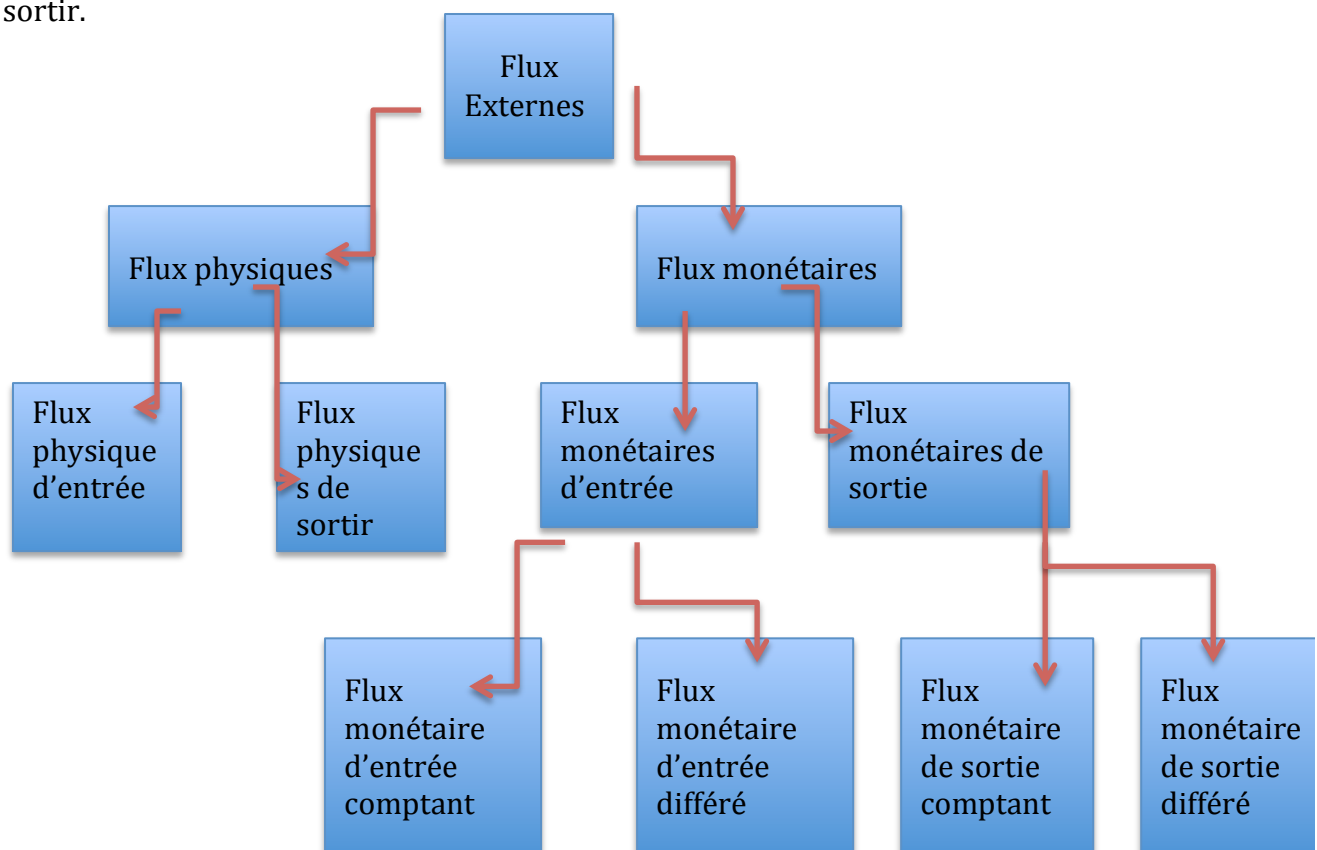 sortir.
Flux
Externes
Flux physiques
Flux monétaires
Flux
physique
d’entrée
Flux
physique
s de
sortir
Flux
monétaires
d’entrée
Flux
monétaires de
sortie
Flux
monétaire
d’entrée
comptant
Flux
monétaire
d’entrée
différé
Flux
monétaire
de sortie
comptant
Flux
monétaire
de sortie
différé